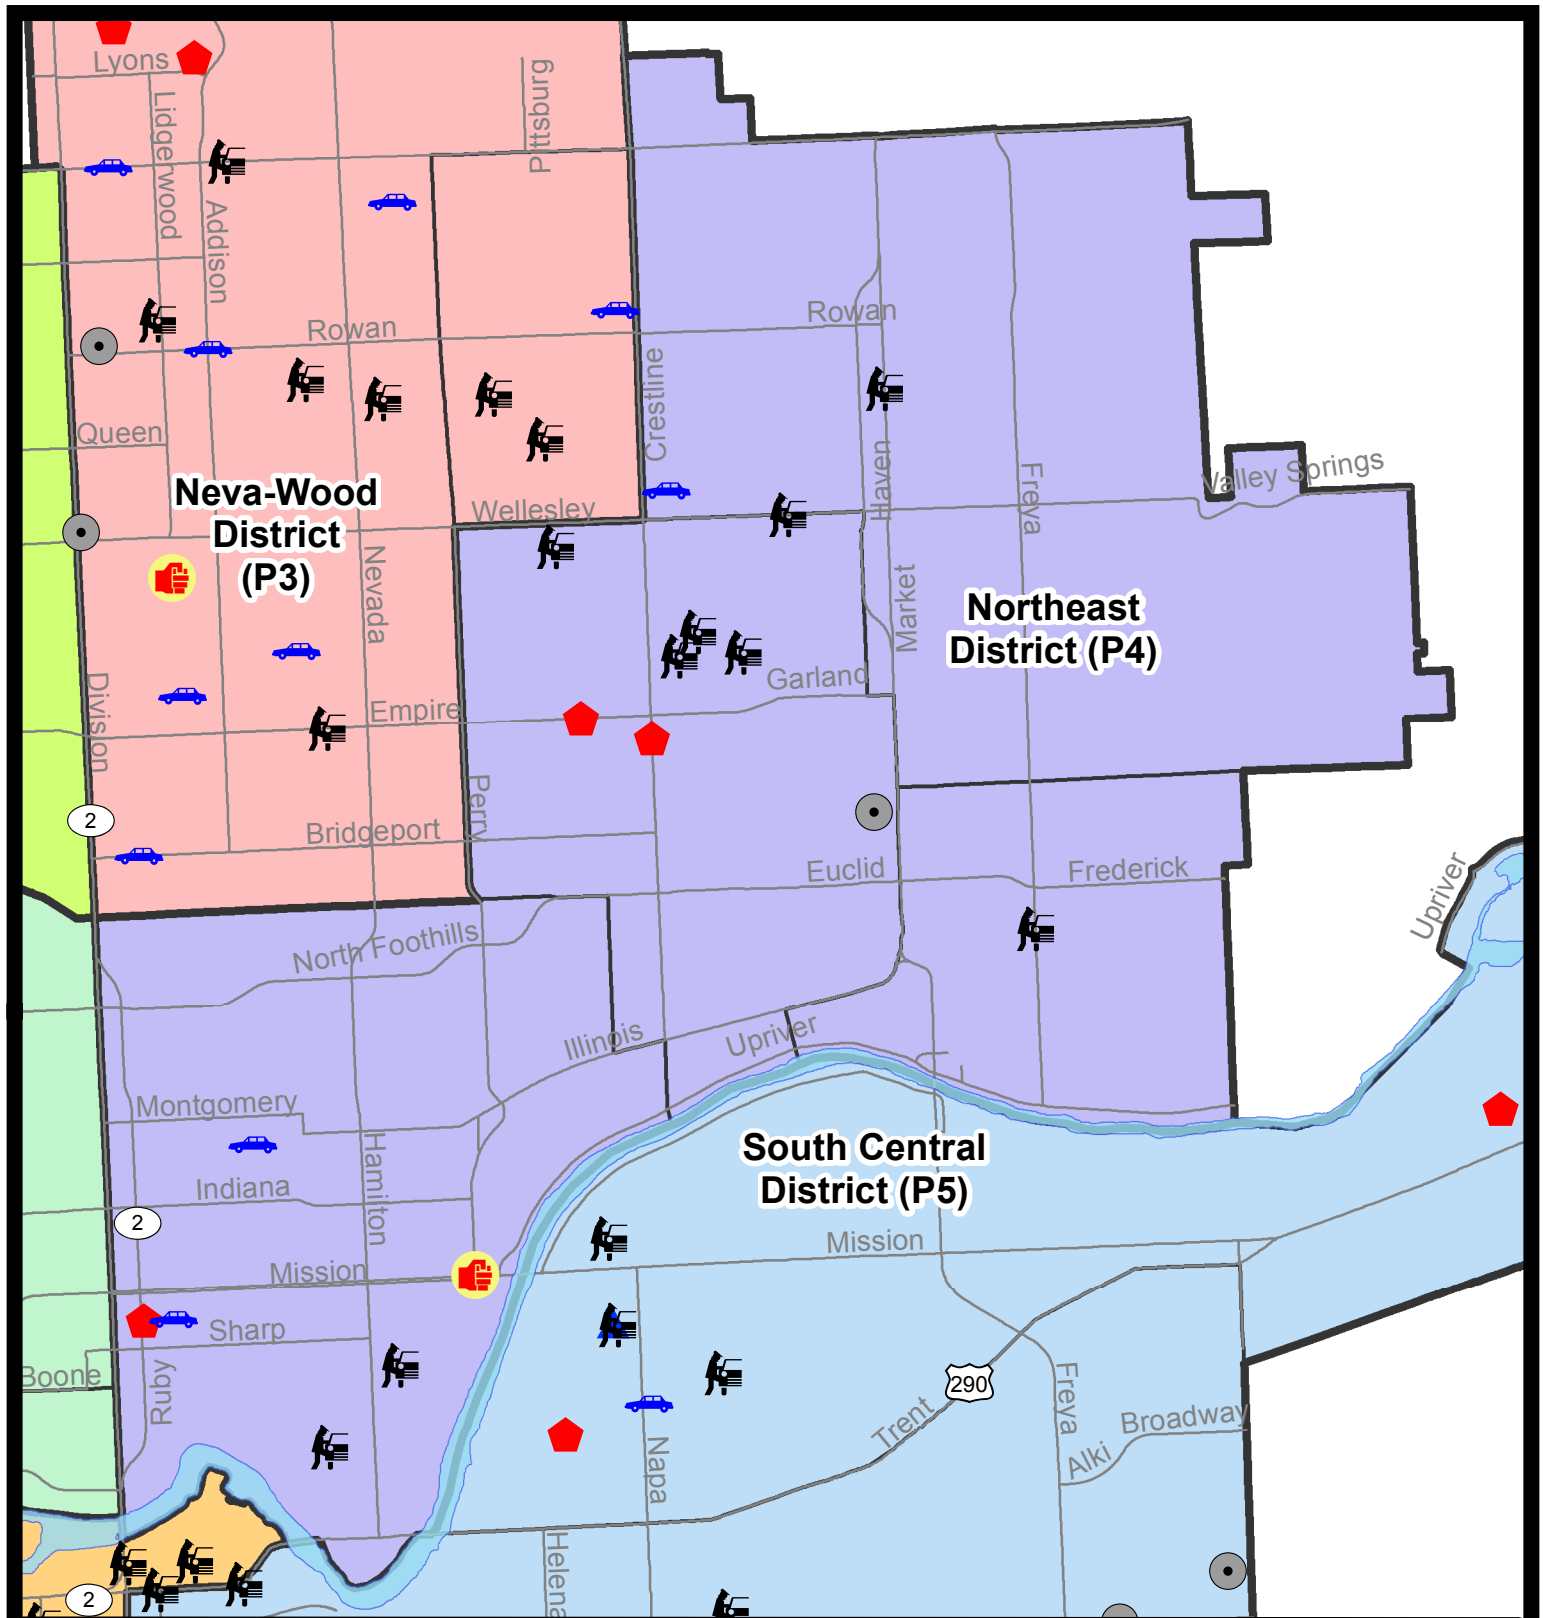 Lyons
Pittsburg
Lidgerwood
Addison
Rowan
Rowan
Crestline
Queen
Haven
Freya
Valley Springs
Neva-Wood
District
(P3)
Wellesley
Nevada
Market
Northeast
District (P4)
Division
Garland
Empire
Perry
2
Bridgeport
Euclid
Frederick
Upriver
North Foothills
Illinois
Upriver
Montgomery
Hamilton
South Central
District (P5)
Indiana
2
Mission
Mission
Sharp
Boone
Ruby
290
Freya
Trent
Broadway
Alki
Napa
Helena
2